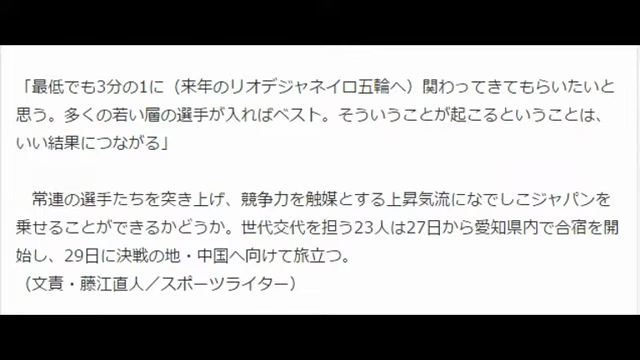 「最低でも3分の1に（来年のリオデジャネイロ五輪へ）関わってきてもらいたいと
思う。多くの若い層の選手が入ればベスト。そういうことが起こるということは、
いい結果につながる」
常連の選手たちを突き上げ、競争力を触媒とする上昇気流になでしこジャパンを
乗せることができるかどうか。世代交代を担う23人は27日から愛知県内で合宿を開
始し、29日に決戦の地・中国へ向けて旅立つ。
（文責・藤江直人／スポーツライター）